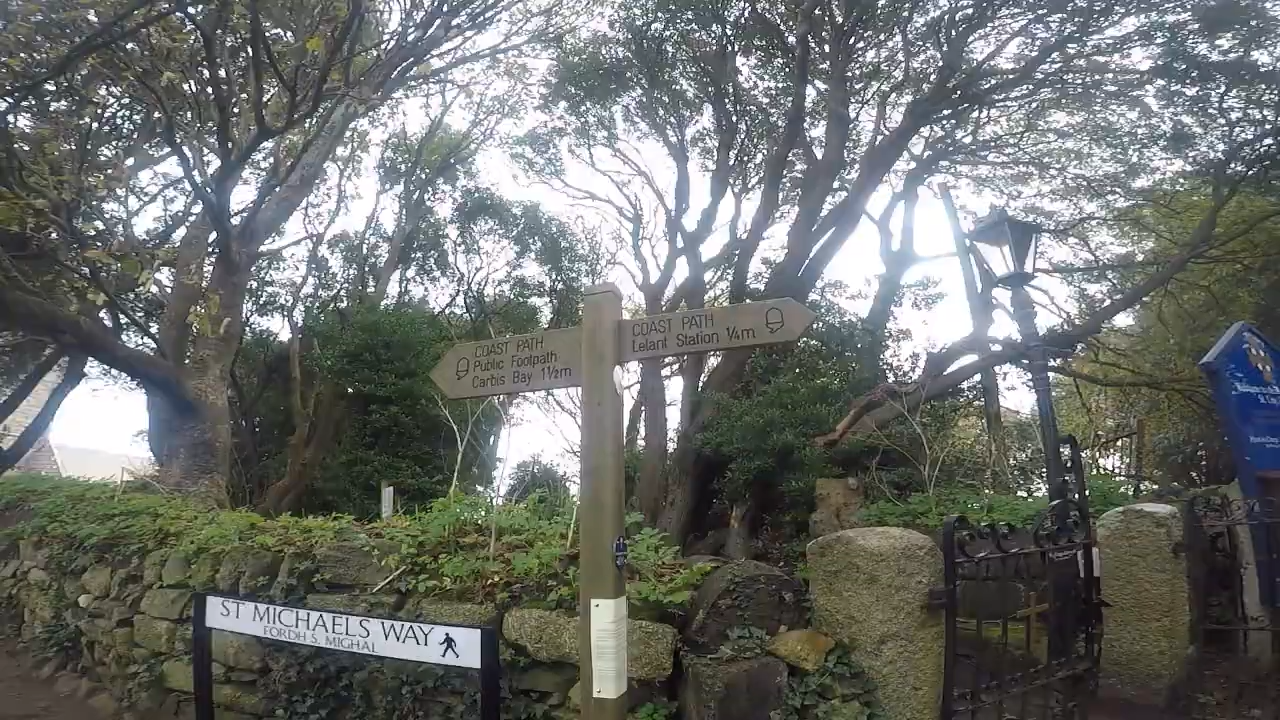 COAST PATH
Public Footpath
Carbis Bay 1½m
COAST PATH
Lelant Station ¼m
ST MICHAELS WAY
FORDH S. MIGHAL